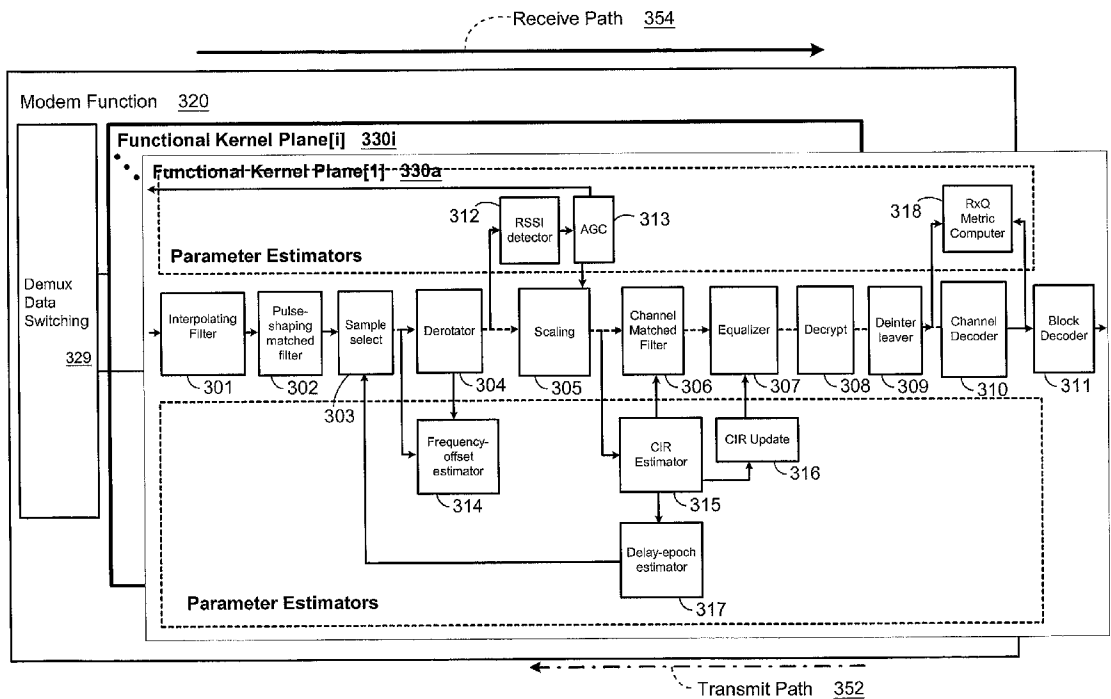 Receive Path 354
Modem Function 320
Functional Kernel Plane[i] 330i
Functional Kernel Plane[1] 330a
312
RSSI
detector
AGC
313
318
RxQ
Metric
Computer
Parameter Estimators
Demux
Data
Switching
329
Interpolating
Filter
301
Pulse-
shaping
matched
filter
302
Sample
select
303
Derotator
304
Scaling
305
Channel
Matched
Filter
306
Equalizer
307
Decrypt
308
Deinter
leaver
309
Channel
Decoder
310
Block
Decoder
311
Frequency-
offset
estimator
314
CIR
Estimator
315
CIR Update
316
Delay-epoch
estimator
317
Parameter Estimators
Transmit Path 352